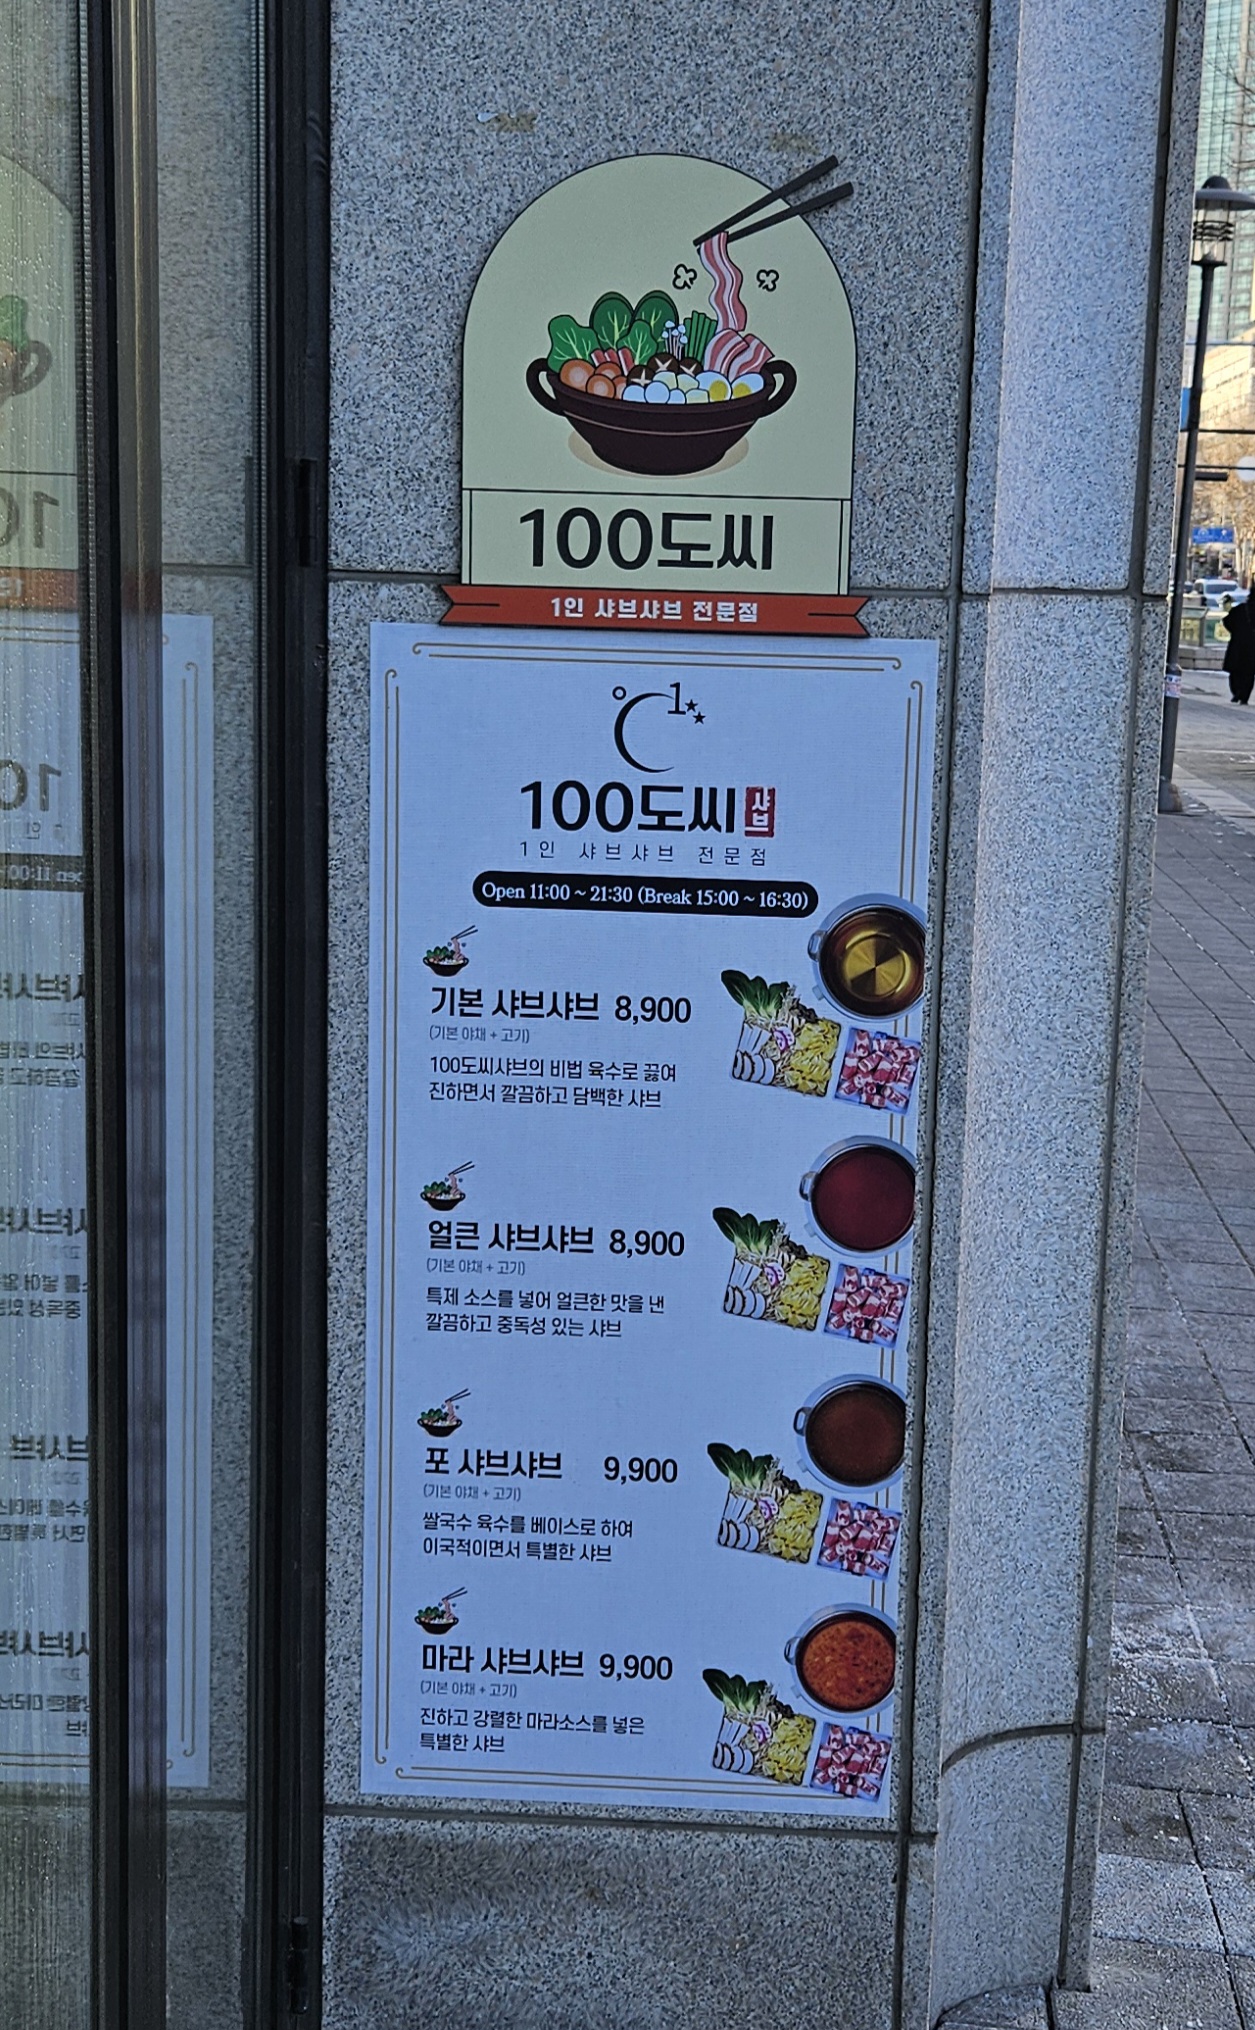 100도씨
1인 샤브샤브 전문점
℃1
100도씨 샤브
1인 샤브샤브 전문점
Open 11:00 ~ 21:30 (Break 15:00 ~ 16:30)
기본 샤브샤브 8,900
(기본 야채 + 고기)
100도씨샤브의 비법 육수로 끓여
진하면서 깔끔하고 담백한 샤브
얼큰 샤브샤브 8,900
(기본 야채 + 고기)
특제 소스를 넣어 얼큰한 맛을 낸
깔끔하고 중독성 있는 샤브
포 샤브샤브 9,900
(기본 야채 + 고기)
쌀국수 육수를 베이스로 하여
이국적이면서 특별한 샤브
마라 샤브샤브 9,900
(기본 야채 + 고기)
진하고 강렬한 마라소스를 넣은
특별한 샤브